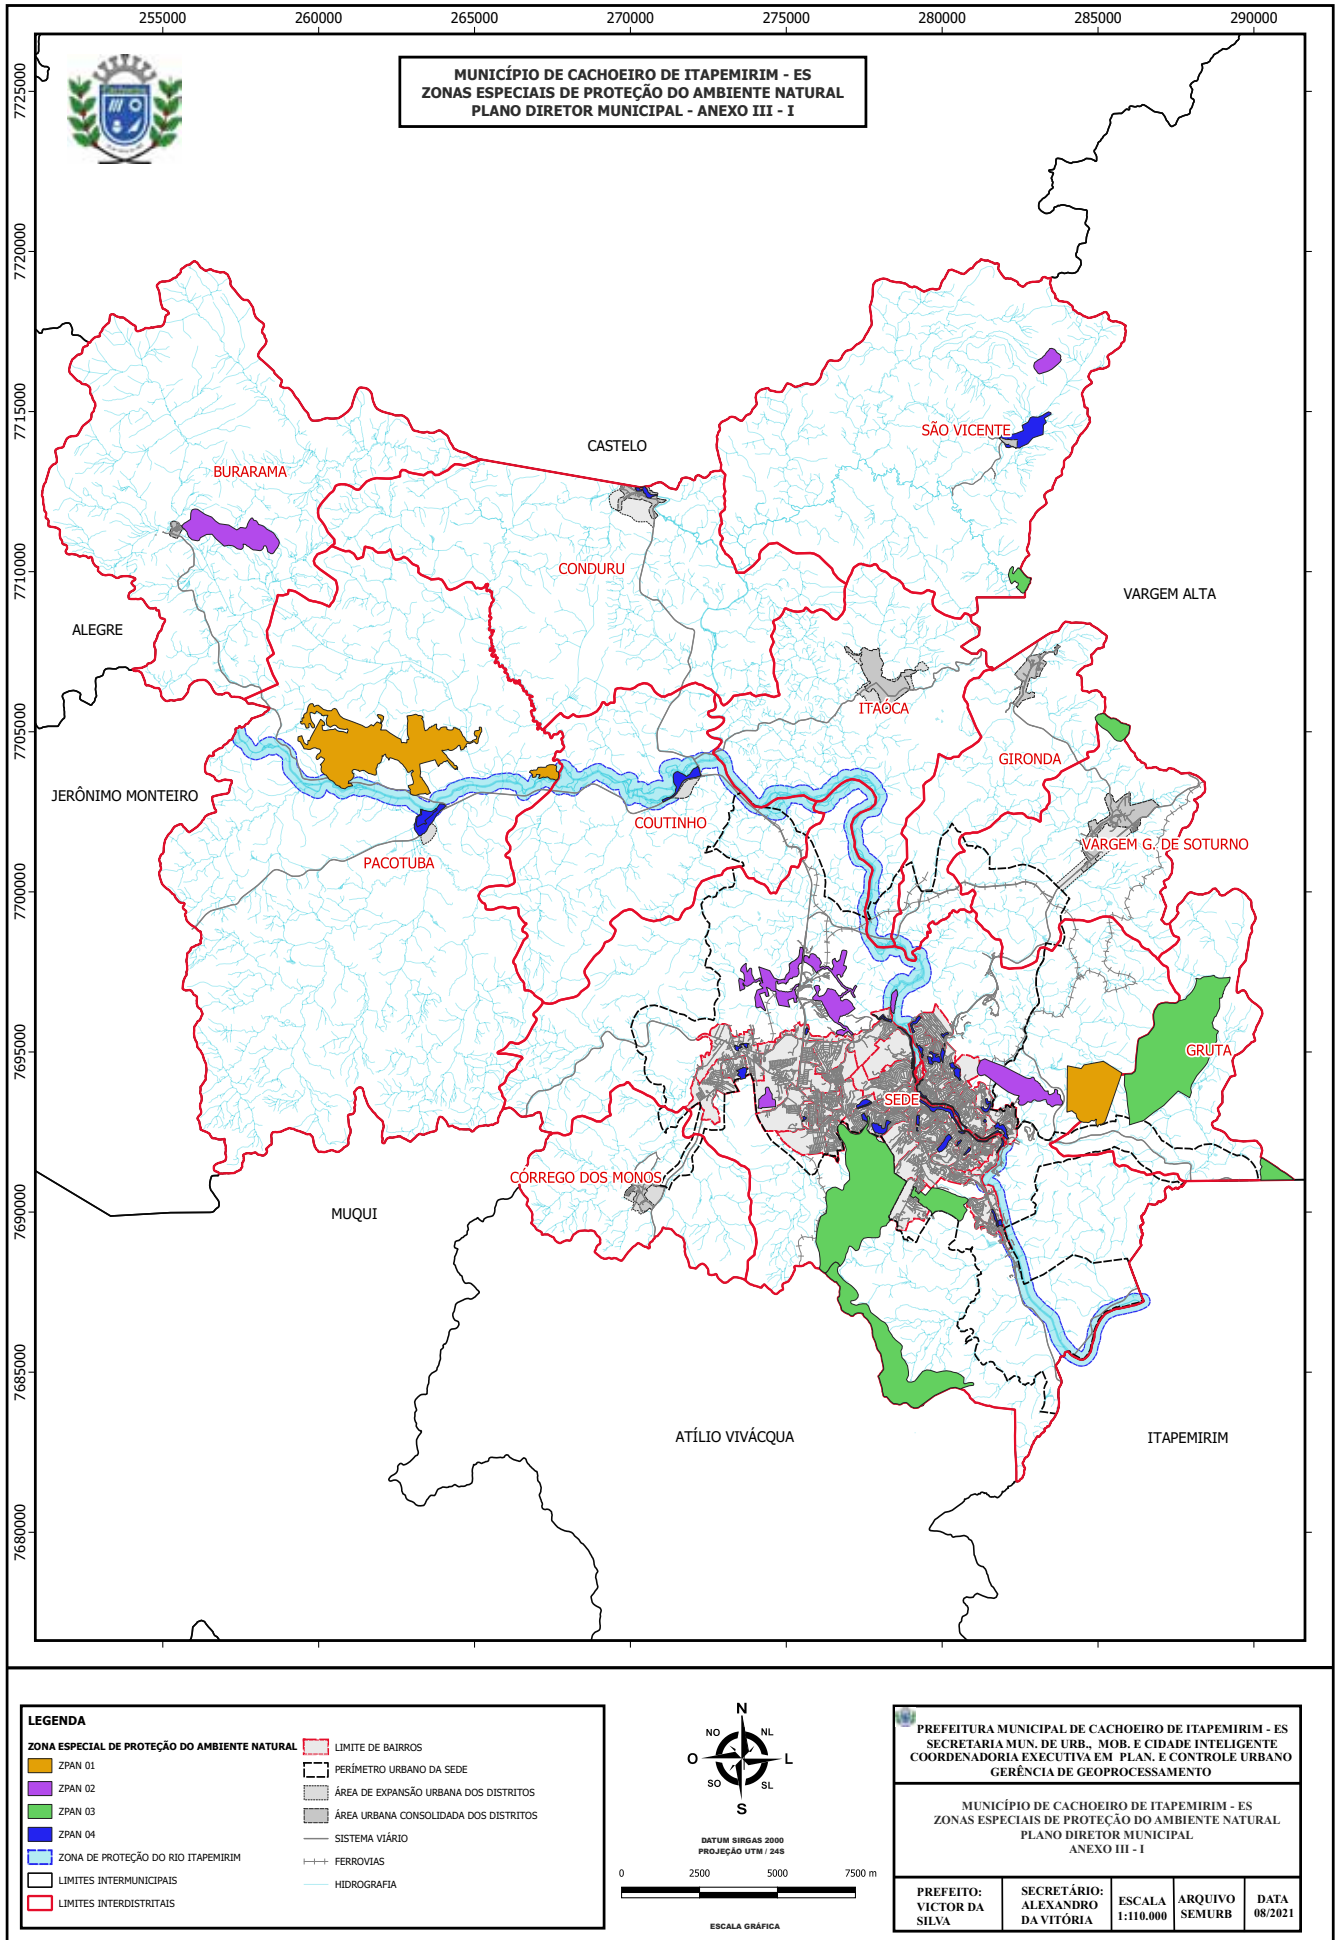 255000 260000 265000 270000 275000 280000 285000 290000
MUNICÍPIO DE CACHOEIRO DE ITAPEMIRIM - ES
ZONAS ESPECIAIS DE PROTEÇÃO DO AMBIENTE NATURAL
PLANO DIRETOR MUNICIPAL - ANEXO III - I
7725000
7720000
7715000
7710000
7705000
7700000
7695000
7690000
7685000
7680000
SÃO VICENTE
CASTELO
BURARAMA
CONDURU
VARGEM ALTA
ALEGRE
ITAÓCA
GIRONDA
JERÔNIMO MONTEIRO
COUTINHO
VARGEM G. DE SOTURNO
PACOTUBA
GRUTA
SEDE
CÓRREGO DOS MONOS
MUQUI
ATÍLIO VIVÁCQUA
ITAPEMIRIM
LEGENDA
ZONA ESPECIAL DE PROTEÇÃO DO AMBIENTE NATURAL
ZPAN 01
ZPAN 02
ZPAN 03
ZPAN 04
ZONA DE PROTEÇÃO DO RIO ITAPEMIRIM
LIMITES INTERMUNICIPAIS
LIMITES INTERDISTRITAIS
LIMITE DE BAIRROS
PERÍMETRO URBANO DA SEDE
ÁREA DE EXPANSÃO URBANA DOS DISTRITOS
ÁREA URBANA CONSOLIDADA DOS DISTRITOS
SISTEMA VIÁRIO
FERROVIAS
HIDROGRAFIA
N
NO NL
O L
SO SL
S
DATUM SIRGAS 2000
PROJEÇÃO UTM / 24S
0 2500 5000 7500 m
ESCALA GRÁFICA
PREFEITURA MUNICIPAL DE CACHOEIRO DE ITAPEMIRIM - ES
SECRETARIA MUN. DE URB., MOB. E CIDADE INTELIGENTE
COORDENADORIA EXECUTIVA EM PLAN. E CONTROLE URBANO
GERÊNCIA DE GEOPROCESSAMENTO
MUNICÍPIO DE CACHOEIRO DE ITAPEMIRIM - ES
ZONAS ESPECIAIS DE PROTEÇÃO DO AMBIENTE NATURAL
PLANO DIRETOR MUNICIPAL
ANEXO III - I
PREFEITO:
VICTOR DA
SILVA
SECRETÁRIO:
ALEXANDRO
DA VITÓRIA
ESCALA
1:110.000
ARQUIVO
SEMURB
DATA
08/2021